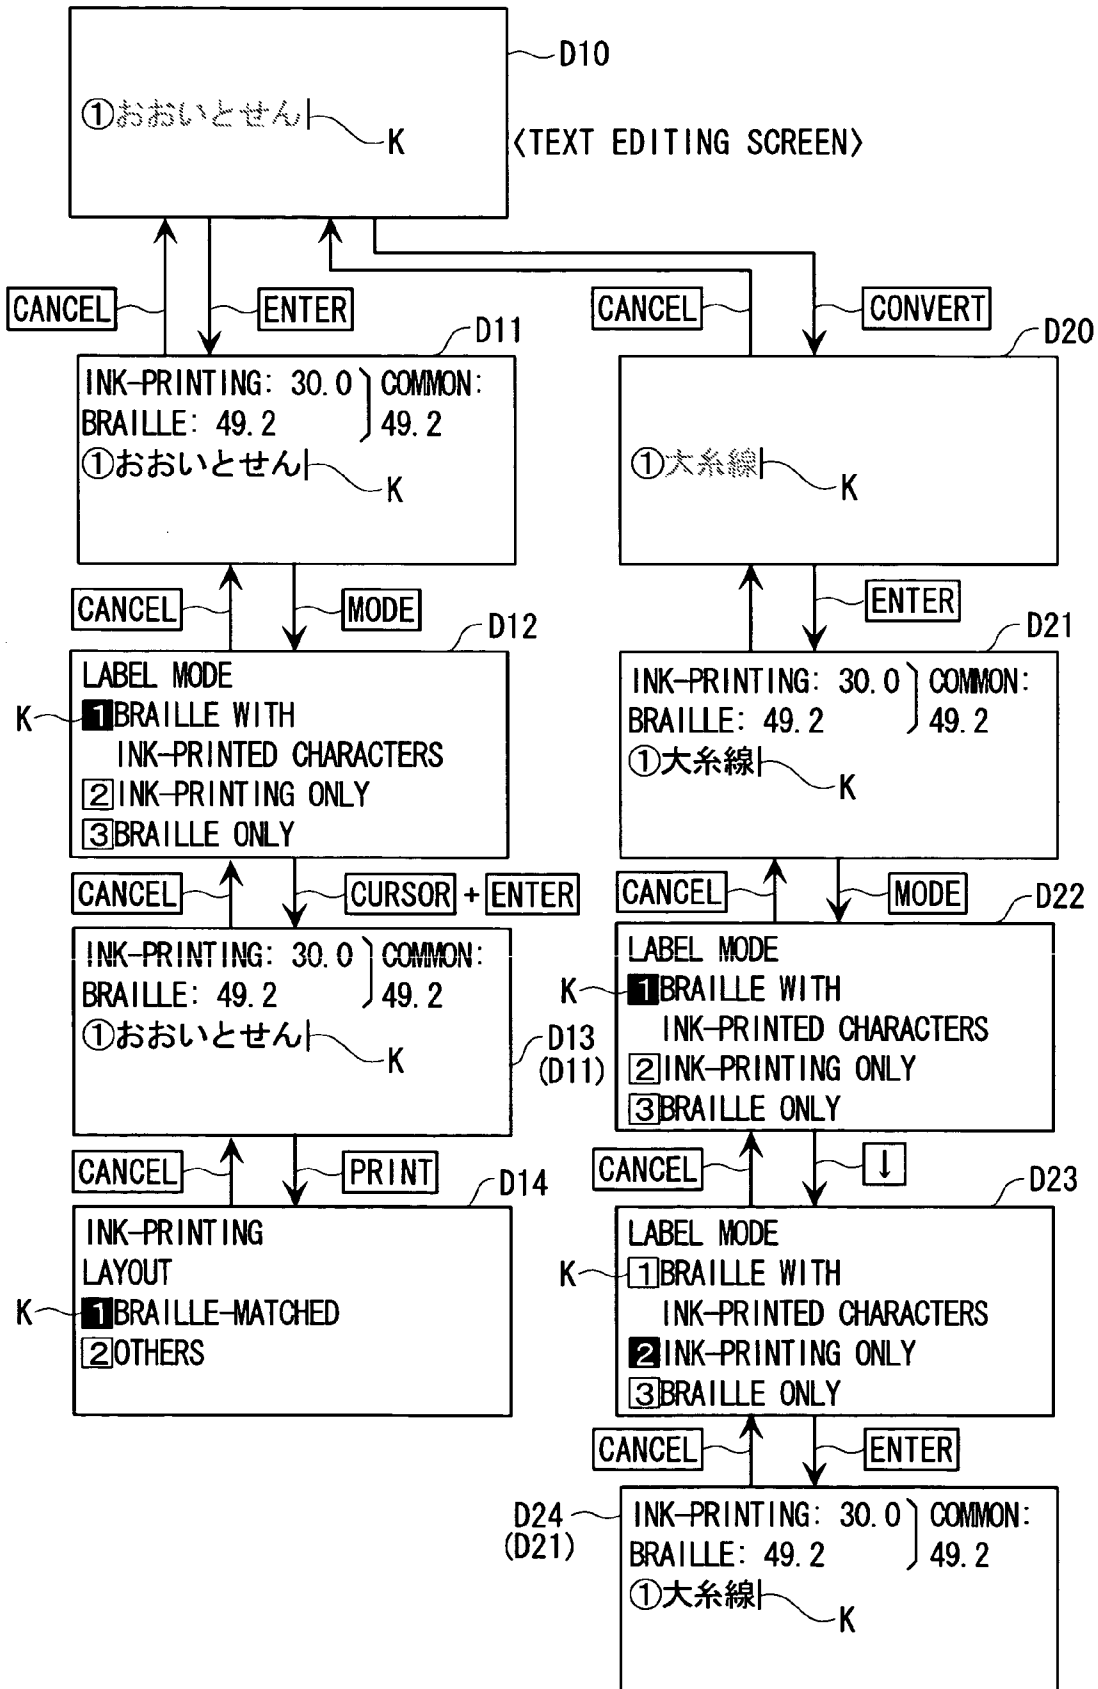 D10
①おおいとせん
K
〈TEXT EDITING SCREEN〉
CANCEL
ENTER
D11
INK-PRINTING: 30.0
BRAILLE: 49.2
COMMON:
49.2
①おおいとせん
K
CANCEL
MODE
D12
LABEL MODE
K
1 BRAILLE WITH
INK-PRINTED CHARACTERS
2 INK-PRINTING ONLY
3 BRAILLE ONLY
CANCEL
CURSOR + ENTER
INK-PRINTING: 30.0
BRAILLE: 49.2
COMMON:
49.2
①おおいとせん
K
D13
(D11)
CANCEL
PRINT
D14
INK-PRINTING
LAYOUT
K
1 BRAILLE-MATCHED
2 OTHERS
CANCEL
CONVERT
D20
①大糸線
K
ENTER
D21
INK-PRINTING: 30.0
BRAILLE: 49.2
COMMON:
49.2
①大糸線
K
CANCEL
MODE
D22
LABEL MODE
K
1 BRAILLE WITH
INK-PRINTED CHARACTERS
2 INK-PRINTING ONLY
3 BRAILLE ONLY
CANCEL
↓
D23
LABEL MODE
K
1 BRAILLE WITH
INK-PRINTED CHARACTERS
2 INK-PRINTING ONLY
3 BRAILLE ONLY
CANCEL
ENTER
D24
(D21)
INK-PRINTING: 30.0
BRAILLE: 49.2
COMMON:
49.2
①大糸線
K